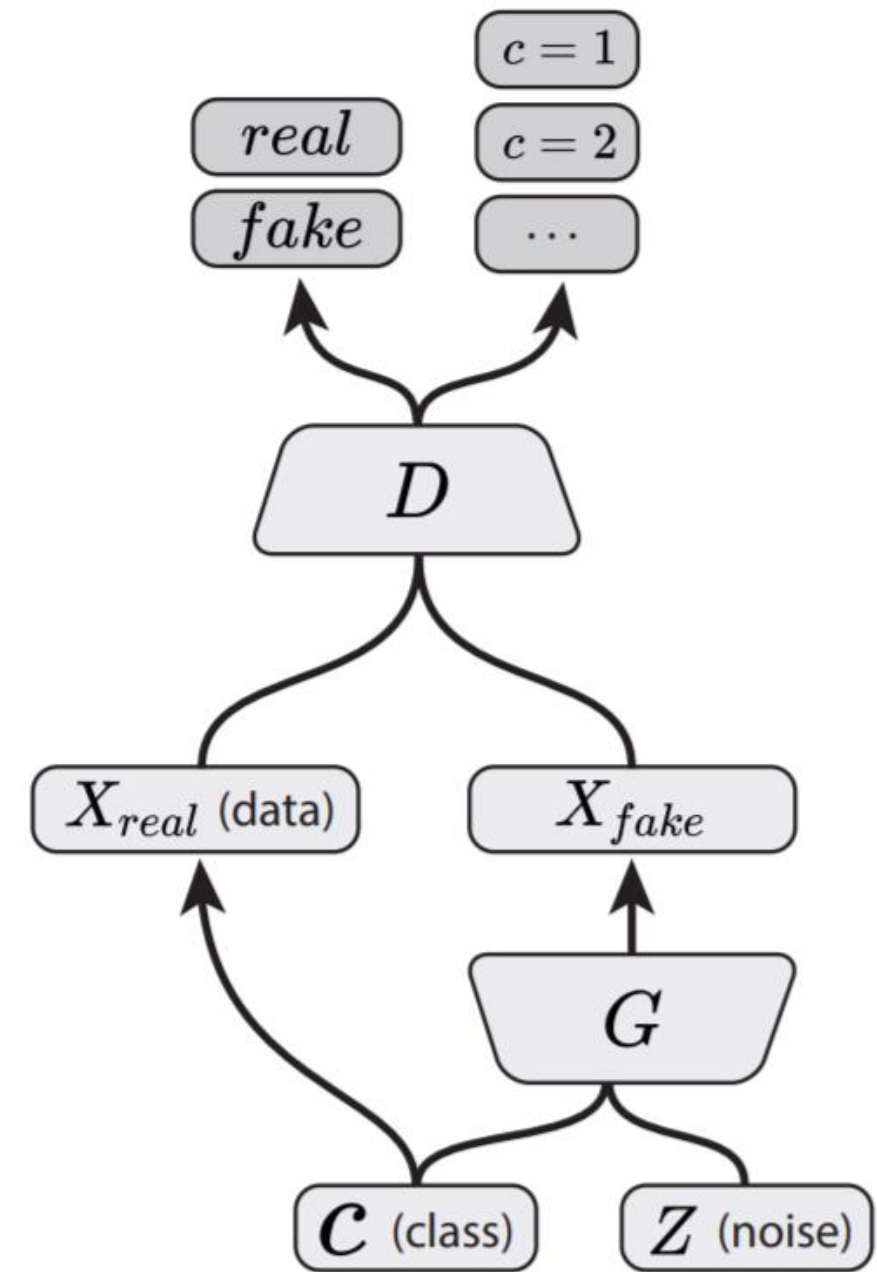 c = 1
real
c = 2
fake
...
D
X_real (data)
X_fake
G
C (class)
Z (noise)